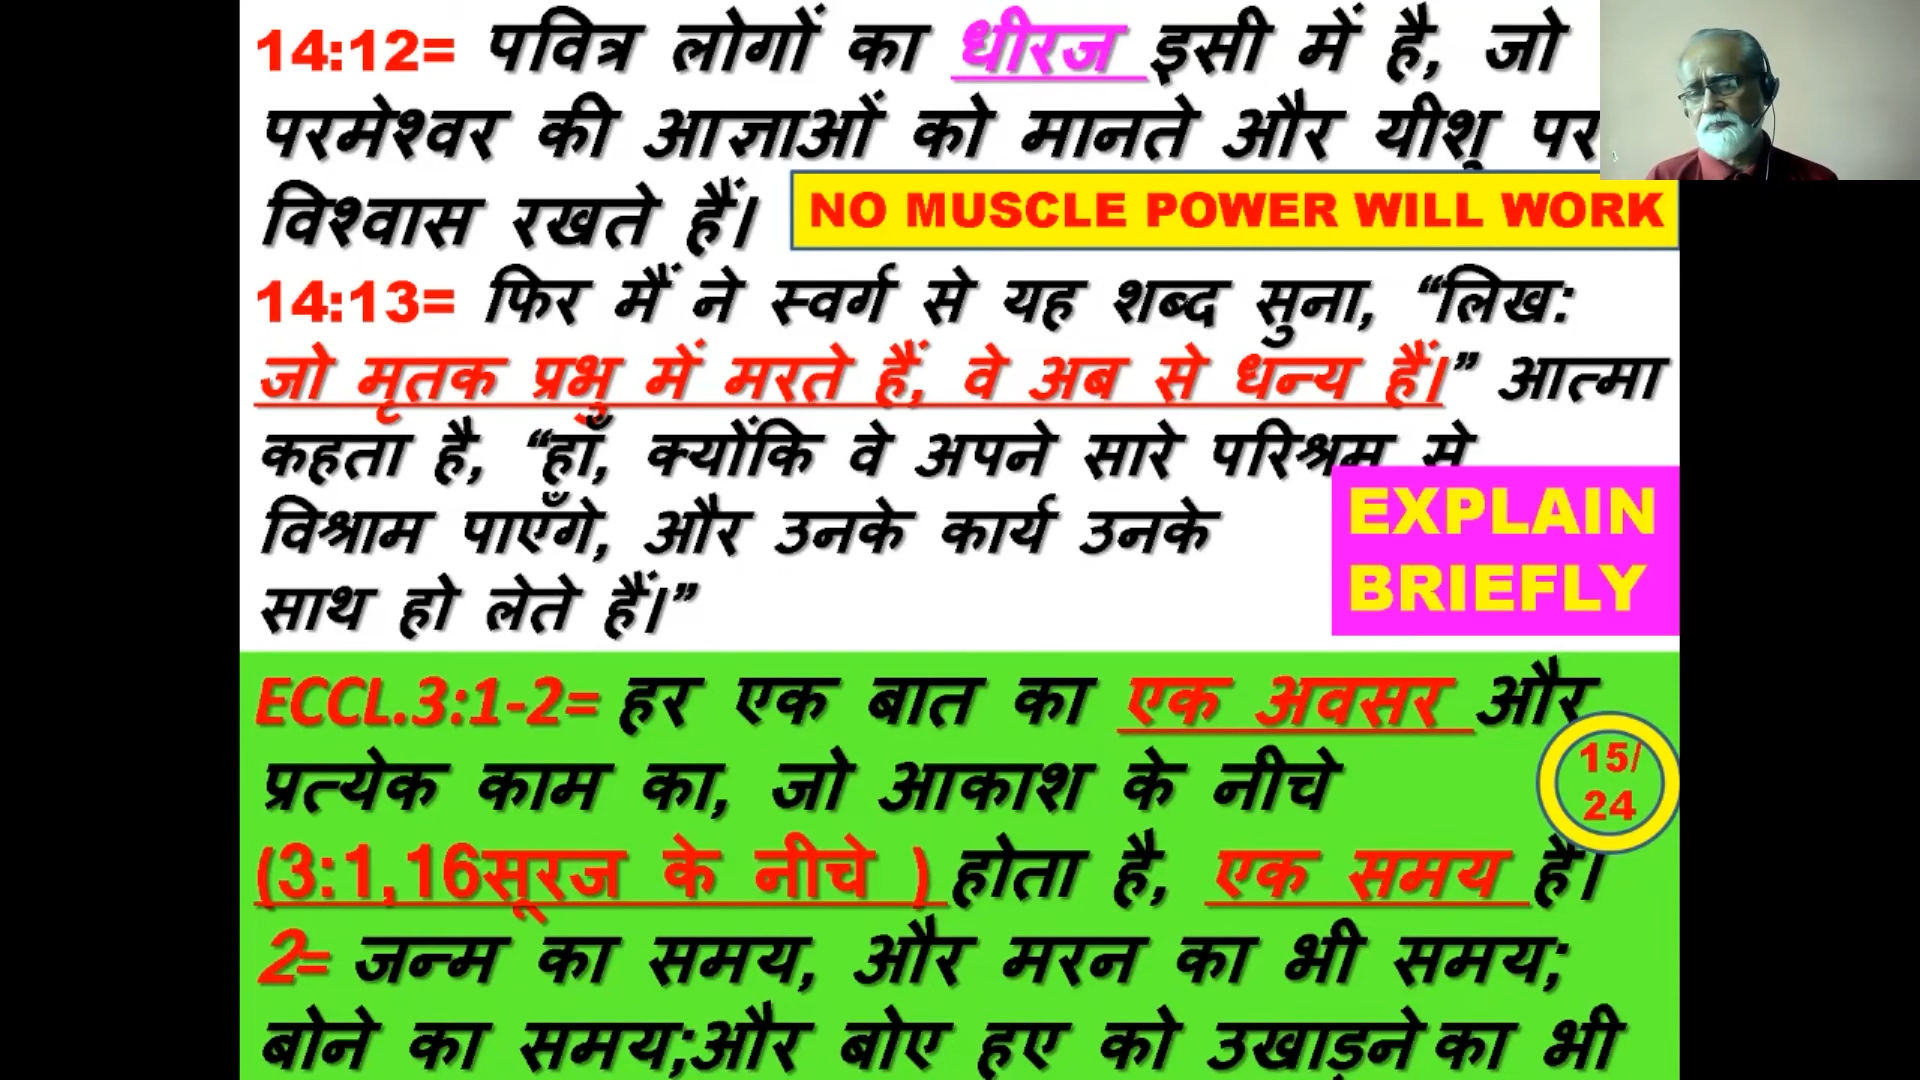 14:12= पवित्र लोगों का धीरज इसी में है, जो
परमेश्वर की आज्ञाओं को मानते और यीशु पर
विश्वास रखते हैं।
NO MUSCLE POWER WILL WORK
14:13= फिर मैं ने स्वर्ग से यह शब्द सुना, “लिख:
जो मृतक प्रभु में मरते हैं, वे अब से धन्य हैं।” आत्मा
कहता है, “हाँ, क्योंकि वे अपने सारे परिश्रम से
विश्राम पाएँगे, और उनके कार्य उनके
साथ हो लेते हैं।”
EXPLAIN
BRIEFLY
ECCL.3:1-2= हर एक बात का एक अवसर और
प्रत्येक काम का, जो आकाश के नीचे
15/
24
(3:1,16सूरज के नीचे ) होता है, एक समय है।
2= जन्म का समय, और मरन का भी समय;
बोने का समय;और बोए हुए को उखाड़ने का भी